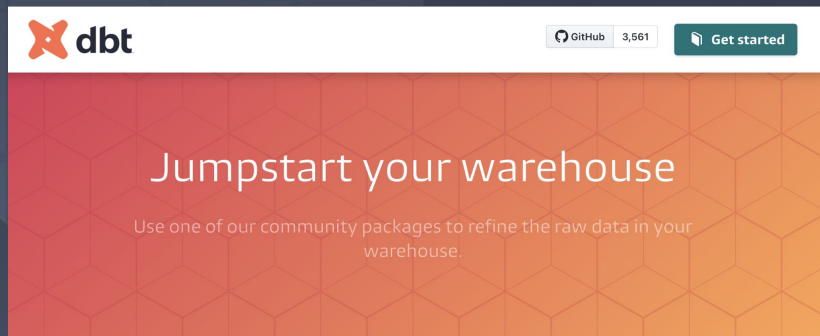 dbt
GitHub 3,561
Get started
Jumpstart your warehouse
Use one of our community packages to refine the raw data in your
warehouse.